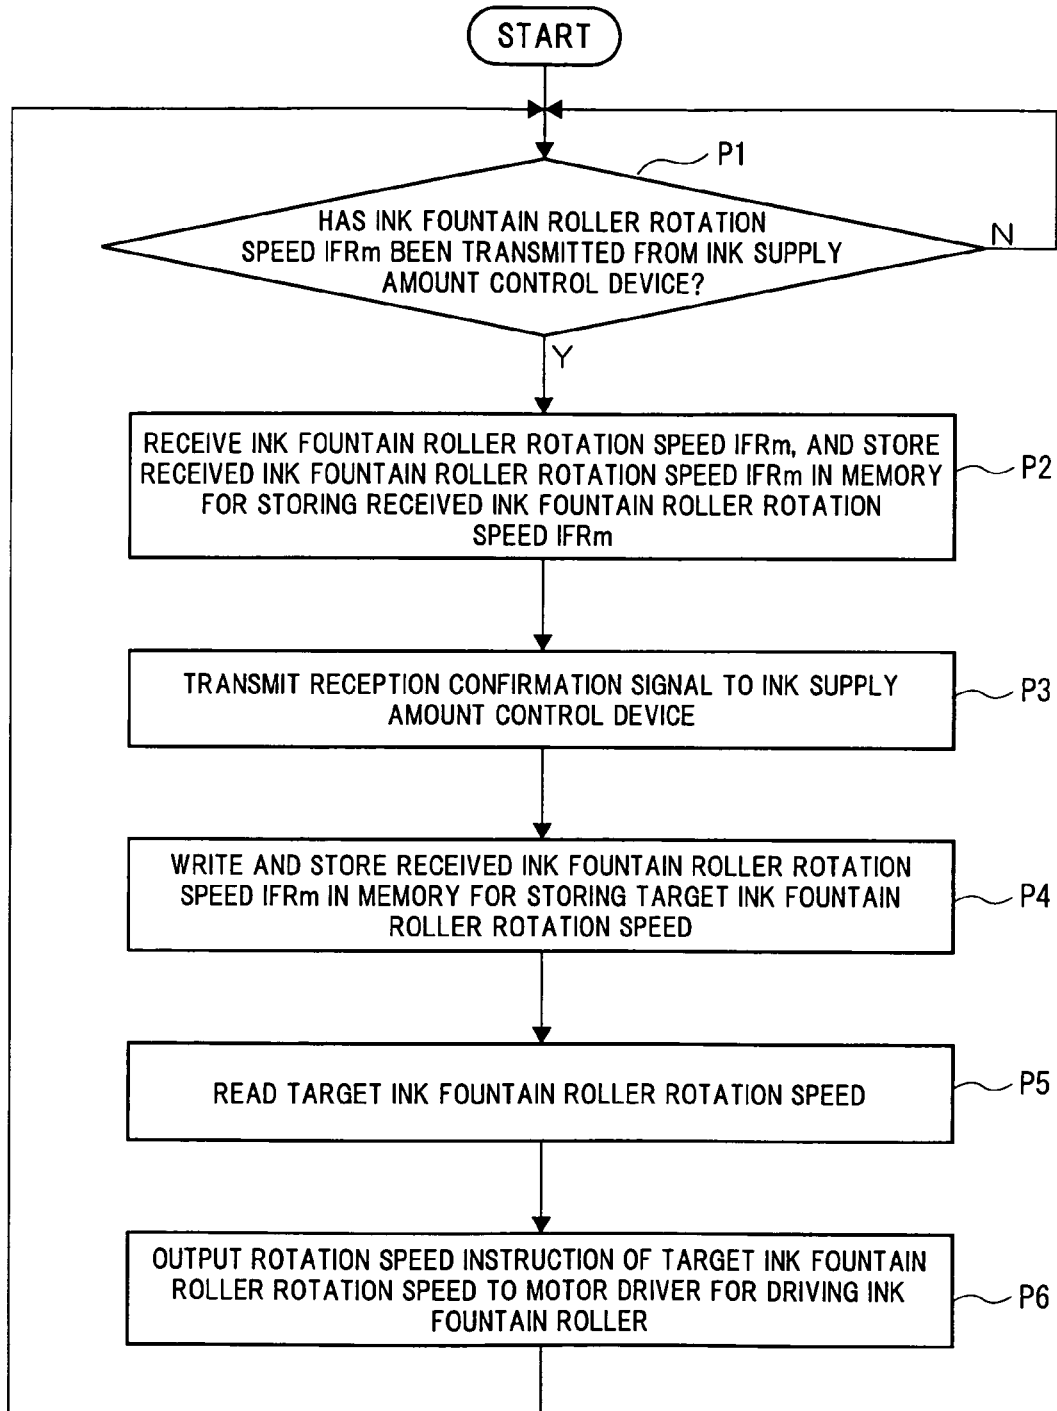 START
P1
HAS INK FOUNTAIN ROLLER ROTATION
SPEED IFRm BEEN TRANSMITTED FROM INK SUPPLY
AMOUNT CONTROL DEVICE?
N
Y
RECEIVE INK FOUNTAIN ROLLER ROTATION SPEED IFRm, AND STORE
RECEIVED INK FOUNTAIN ROLLER ROTATION SPEED IFRm IN MEMORY
FOR STORING RECEIVED INK FOUNTAIN ROLLER ROTATION
SPEED IFRm
P2
TRANSMIT RECEPTION CONFIRMATION SIGNAL TO INK SUPPLY
AMOUNT CONTROL DEVICE
P3
WRITE AND STORE RECEIVED INK FOUNTAIN ROLLER ROTATION
SPEED IFRm IN MEMORY FOR STORING TARGET INK FOUNTAIN
ROLLER ROTATION SPEED
P4
READ TARGET INK FOUNTAIN ROLLER ROTATION SPEED
P5
OUTPUT ROTATION SPEED INSTRUCTION OF TARGET INK FOUNTAIN
ROLLER ROTATION SPEED TO MOTOR DRIVER FOR DRIVING INK
FOUNTAIN ROLLER
P6